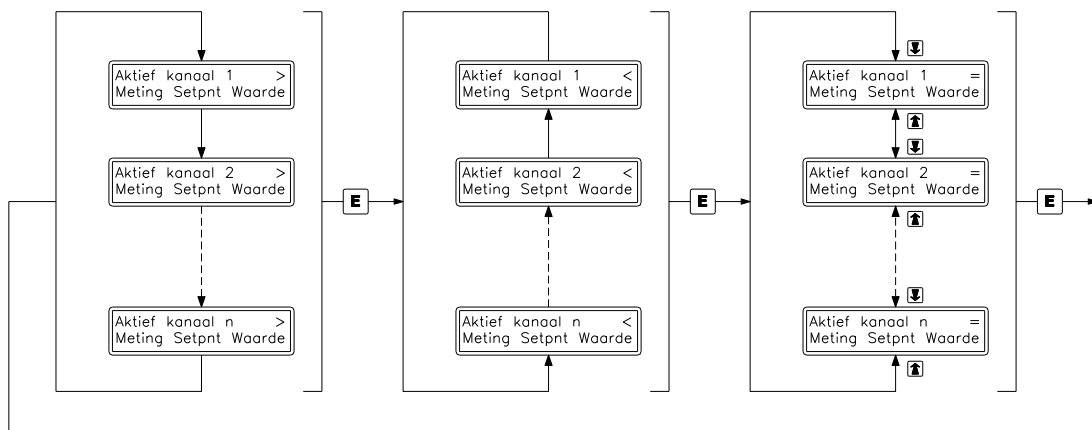 Aktief kanaal 1 >
Meting Setpnt Waarde
Aktief kanaal 2 >
Meting Setpnt Waarde
Aktief kanaal n >
Meting Setpnt Waarde
E
Aktief kanaal 1 <
Meting Setpnt Waarde
Aktief kanaal 2 <
Meting Setpnt Waarde
Aktief kanaal n <
Meting Setpnt Waarde
E
Aktief kanaal 1 =
Meting Setpnt Waarde
Aktief kanaal 2 =
Meting Setpnt Waarde
Aktief kanaal n =
Meting Setpnt Waarde
E